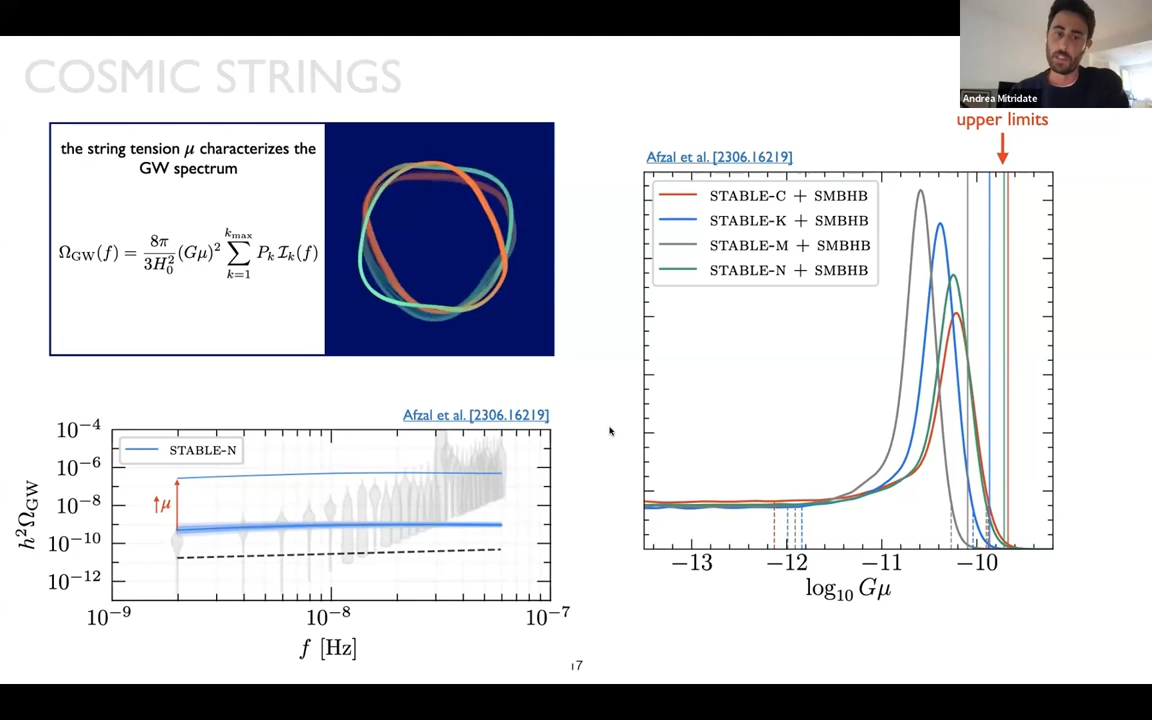 COSMIC STRINGS
Andrea Mitridate
the string tension μ characterizes the
GW spectrum
Ω_GW(f) = 8π/3H_0^2 (Gμ)^2 ∑_{k=1}^{k_max} P_k I_k(f)
upper limits
Afzal et al. [2306.16219]
STABLE-C + SMBHB
STABLE-K + SMBHB
STABLE-M + SMBHB
STABLE-N + SMBHB
−13 −12 −11 −10
log_10 Gμ
Afzal et al. [2306.16219]
STABLE-N
10^−4
10^−6
10^−8
10^−10
10^−12
h^2Ω_GW
↑μ
10^−9 10^−8 10^−7
f [Hz]
17